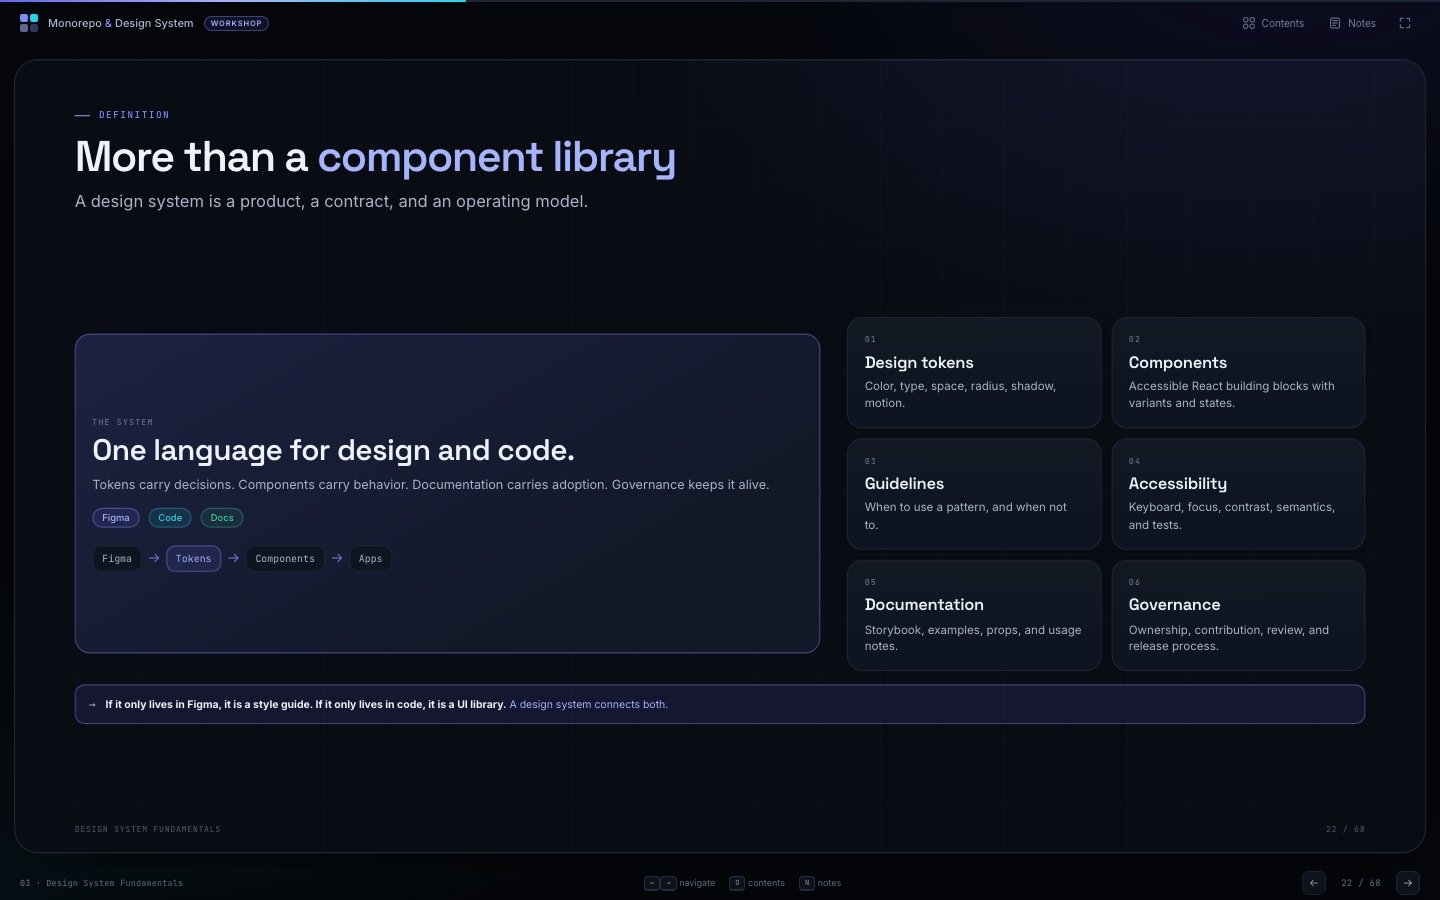 Monorepo & Design System WORKSHOP
Contents
Notes
DEFINITION
More than a component library
A design system is a product, a contract, and an operating model.
THE SYSTEM
One language for design and code.
Tokens carry decisions. Components carry behavior. Documentation carries adoption. Governance keeps it alive.
Figma Code Docs
Figma → Tokens → Components → Apps
01
Design tokens
Color, type, space, radius, shadow,
motion.
02
Components
Accessible React building blocks with
variants and states.
03
Guidelines
When to use a pattern, and when not
to.
04
Accessibility
Keyboard, focus, contrast, semantics,
and tests.
05
Documentation
Storybook, examples, props, and usage
notes.
06
Governance
Ownership, contribution, review, and
release process.
→ If it only lives in Figma, it is a style guide. If it only lives in code, it is a UI library. A design system connects both.
DESIGN SYSTEM FUNDAMENTALS
22 / 68
03 · Design System Fundamentals
← → navigate O contents N notes
← 22 / 68 →